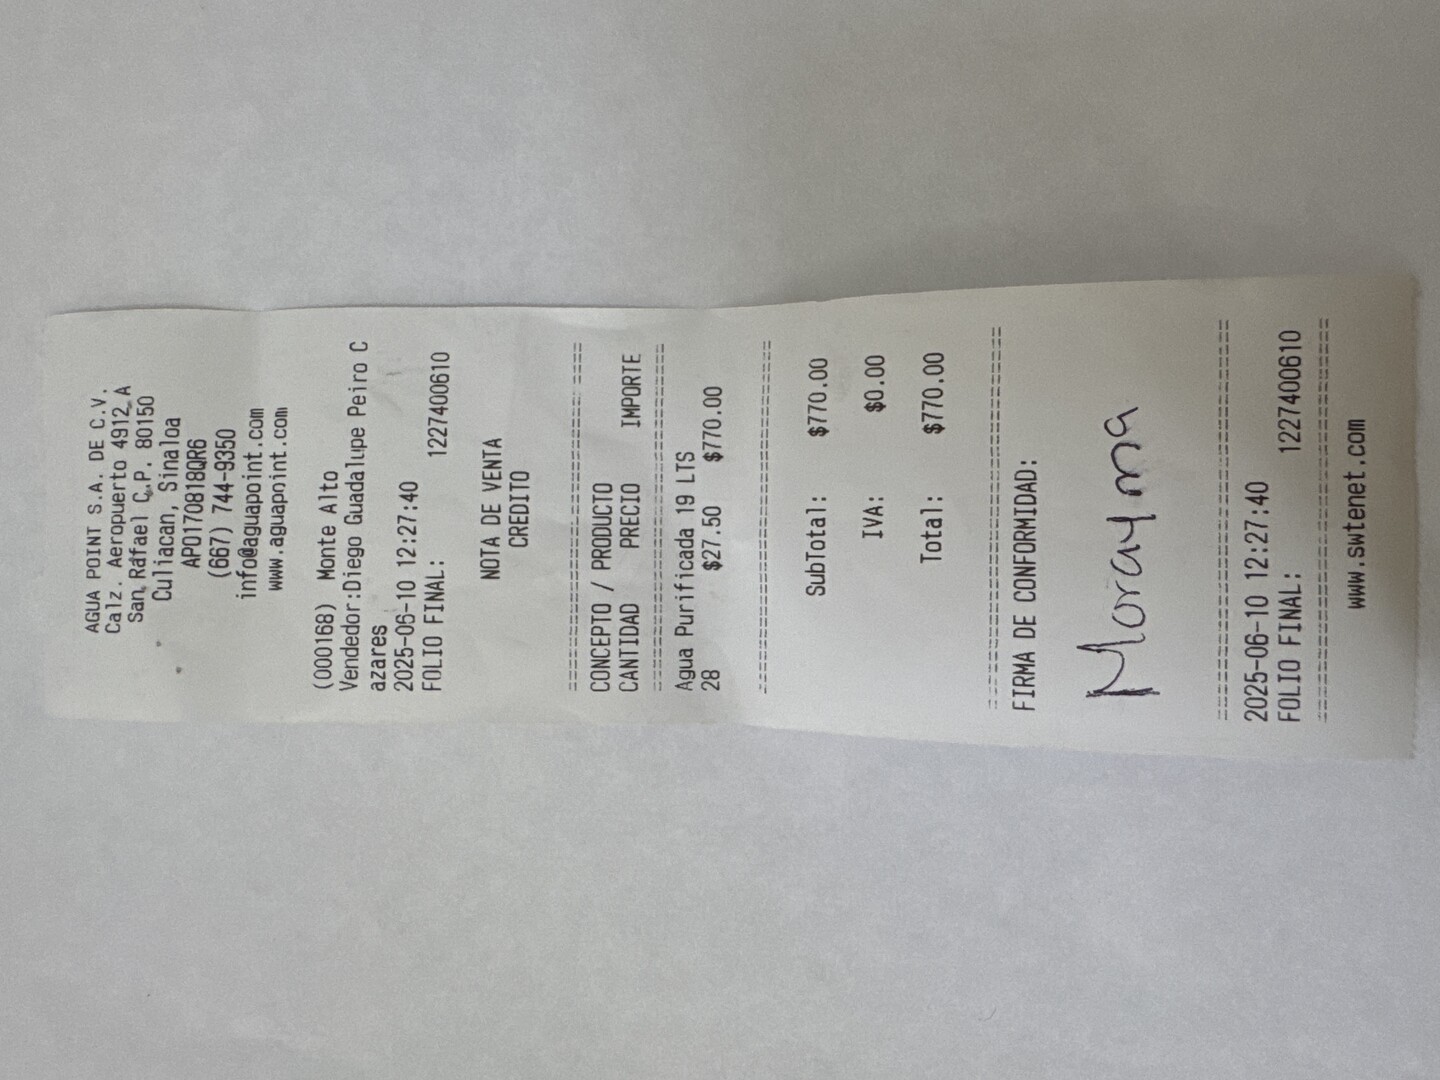 AGUA POINT S.A. DE C.V.
Calz. Aeropuerto 4912 A
San Rafael C.P. 80150
Culiacan, Sinaloa
APO170818QR6
(667) 744-9350
info@aguapoint.com
www.aguapoint.com
(000168) Monte Alto
Vendedor:Diego Guadalupe Peiro C
azares
2025-06-10 12:27:40
FOLIO FINAL: 1227400610
NOTA DE VENTA
CREDITO
================================
CONCEPTO / PRODUCTO
CANTIDAD PRECIO IMPORTE
================================
Agua Purificada 19 LTS
28 $27.50 $770.00
================================
SubTotal: $770.00
IVA: $0.00
Total: $770.00
================================
FIRMA DE CONFORMIDAD:
Morayma
================================
2025-06-10 12:27:40
FOLIO FINAL: 1227400610
================================
www.swtenet.com